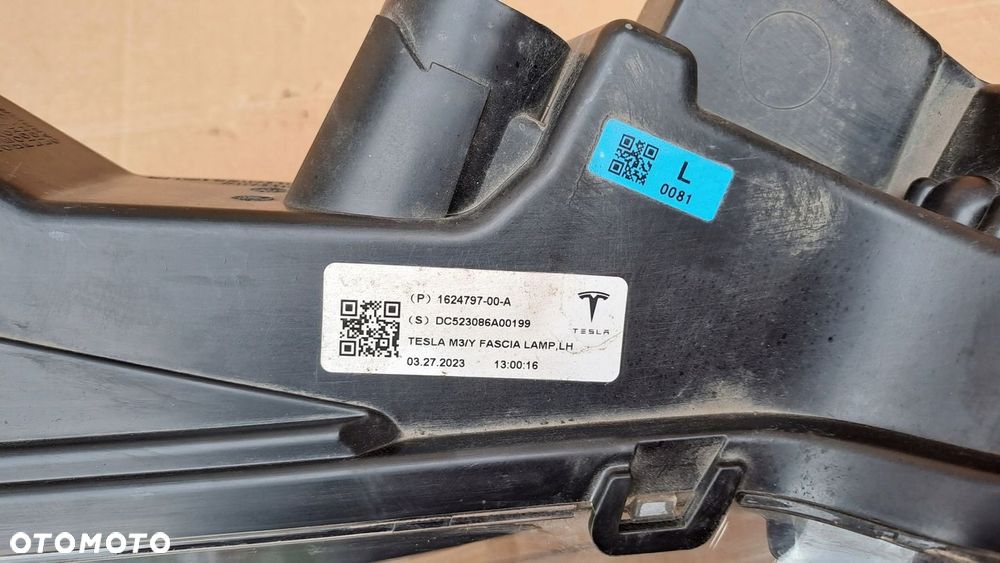 L
0081
(P) 1624797-00-A
(S) DC523086A00199
TESLA
TESLA M3/Y FASCIA LAMP,LH
03.27.2023 13:00:16
OTOMOTO